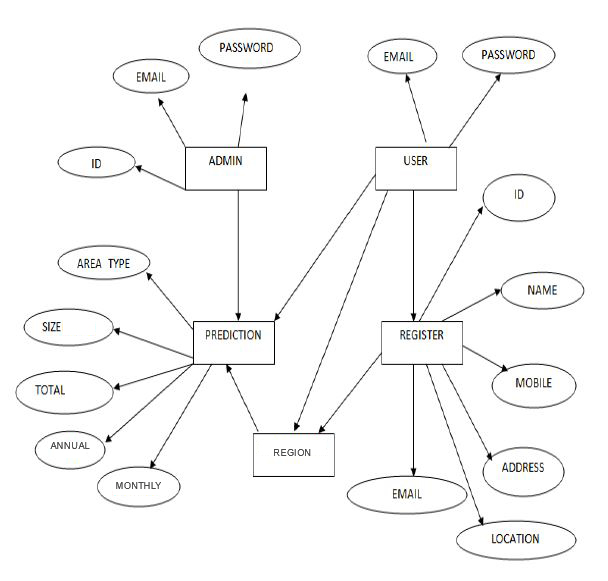 PASSWORD
EMAIL
EMAIL
PASSWORD
ADMIN
USER
ID
ID
AREA TYPE
NAME
SIZE
PREDICTION
REGISTER
TOTAL
MOBILE
ANNUAL
REGION
ADDRESS
MONTHLY
EMAIL
LOCATION